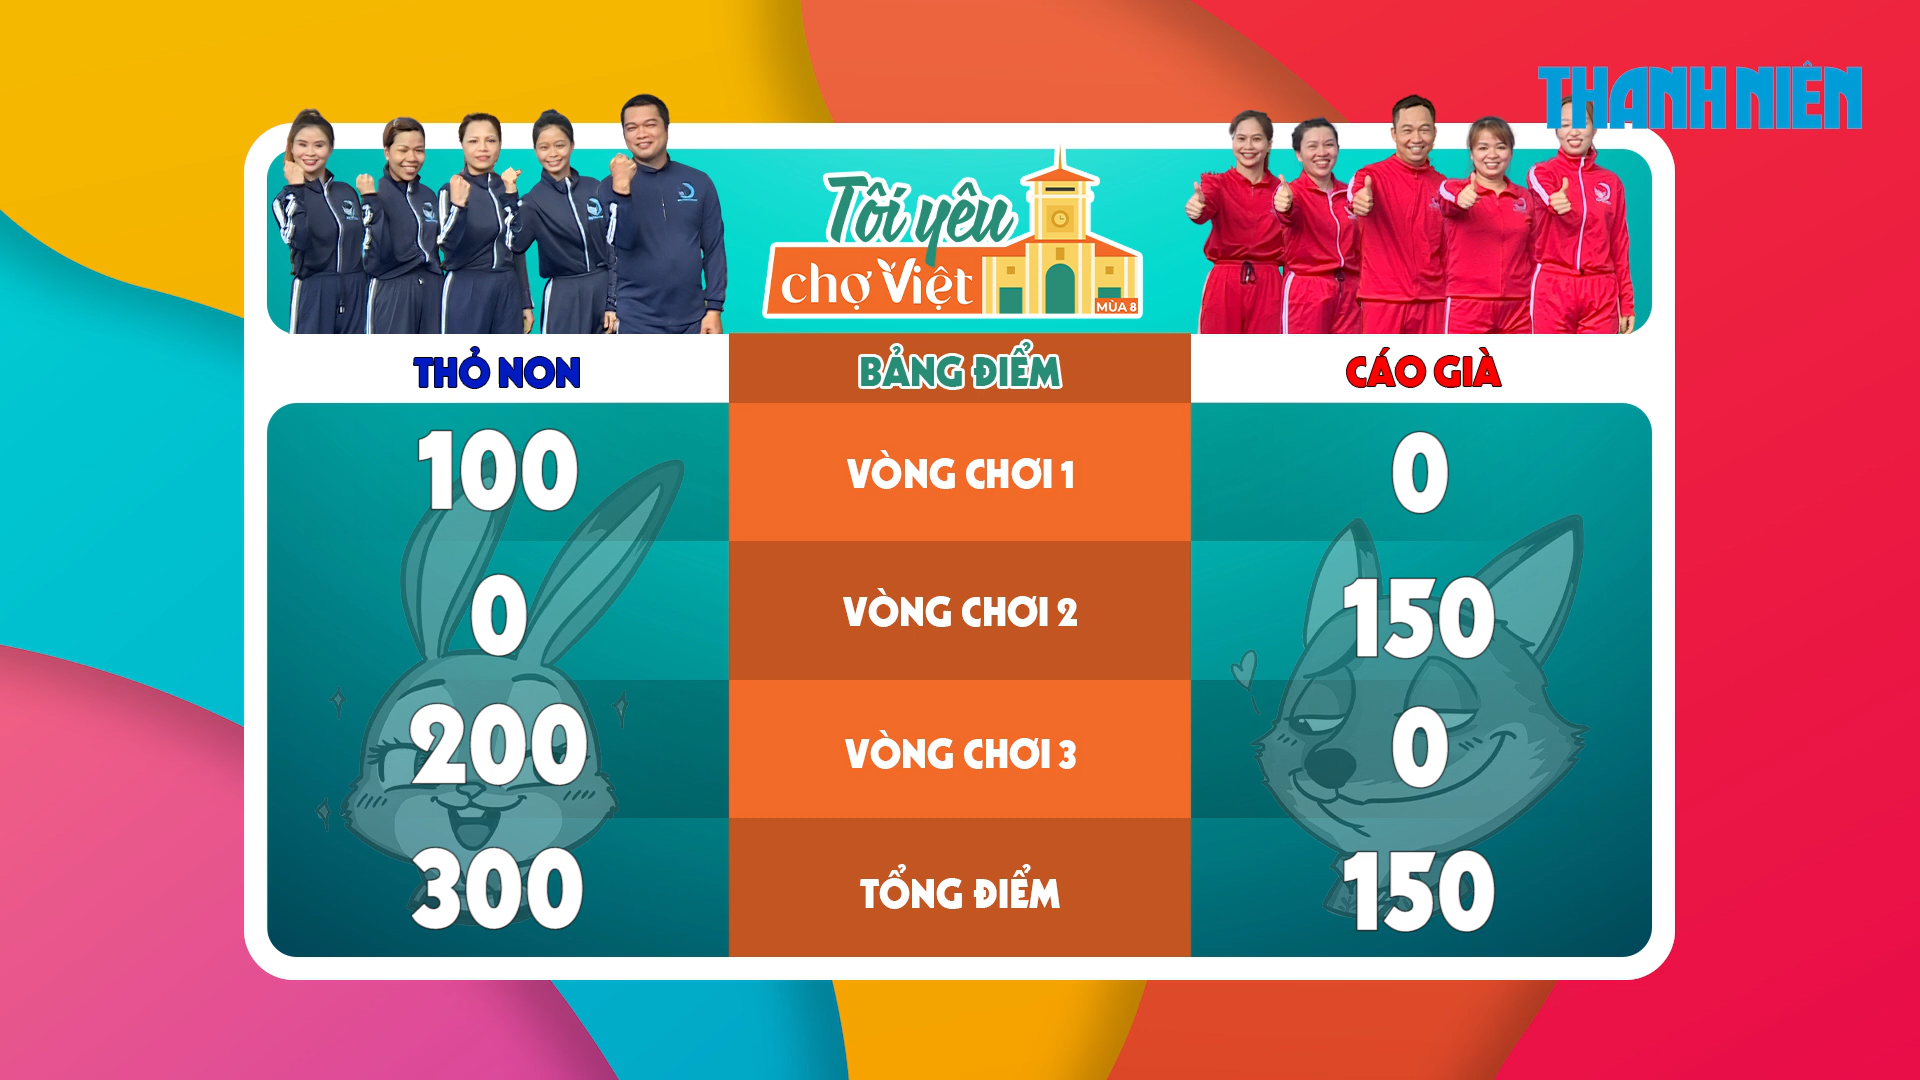 THANH NIÊN
Tôi yêu
chợ Việt
MÙA 8
THỎ NON
BẢNG ĐIỂM
CÁO GIÀ
100
VÒNG CHƠI 1
0
0
VÒNG CHƠI 2
150
200
VÒNG CHƠI 3
0
300
TỔNG ĐIỂM
150